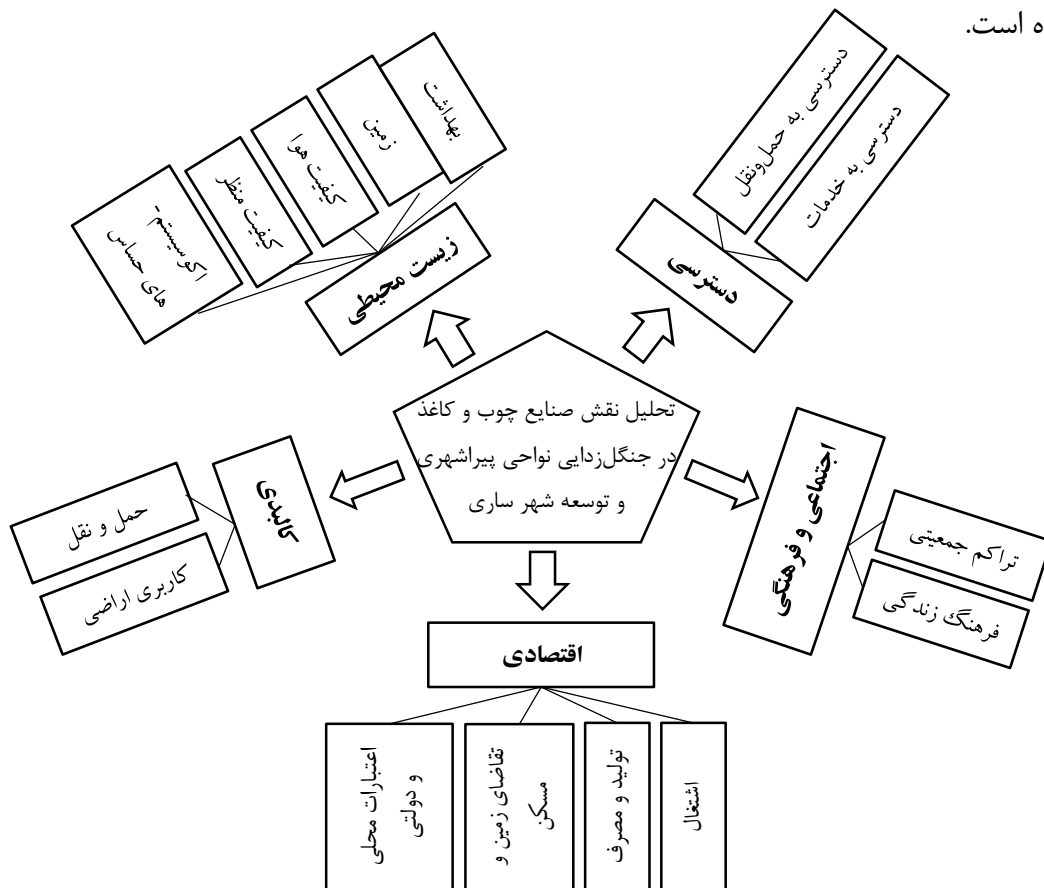 ه است.
دسترسی به حمل‌ونقل
دسترسی به خدمات
دسترسی
بهداشت
زمین
کیفیت هوا
کیفیت منظر
اکوسیستم-
های حساس
زیست محیطی
تحلیل نقش صنایع چوب و کاغذ
در جنگل‌زدایی نواحی پیراشهری
و توسعه شهر ساری
اجتماعی و فرهنگی
تراکم جمعیتی
فرهنگ زندگی
کالبدی
حمل و نقل
کاربری اراضی
اقتصادی
اشتغال
تولید و مصرف
تقاضای زمین و
مسکن
اعتبارات محلی
و دولتی